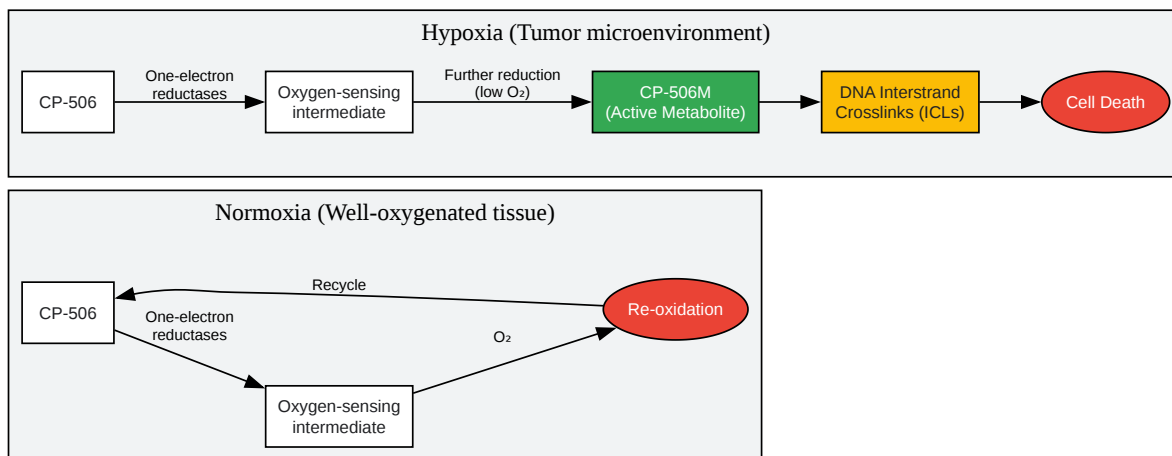 Hypoxia (Tumor microenvironment)
CP-506
One-electron
reductases
Oxygen-sensing
intermediate
Further reduction
(low O₂)
CP-506M
(Active Metabolite)
DNA Interstrand
Crosslinks (ICLs)
Cell Death
Normoxia (Well-oxygenated tissue)
CP-506
One-electron
reductases
Oxygen-sensing
intermediate
O₂
Re-oxidation
Recycle